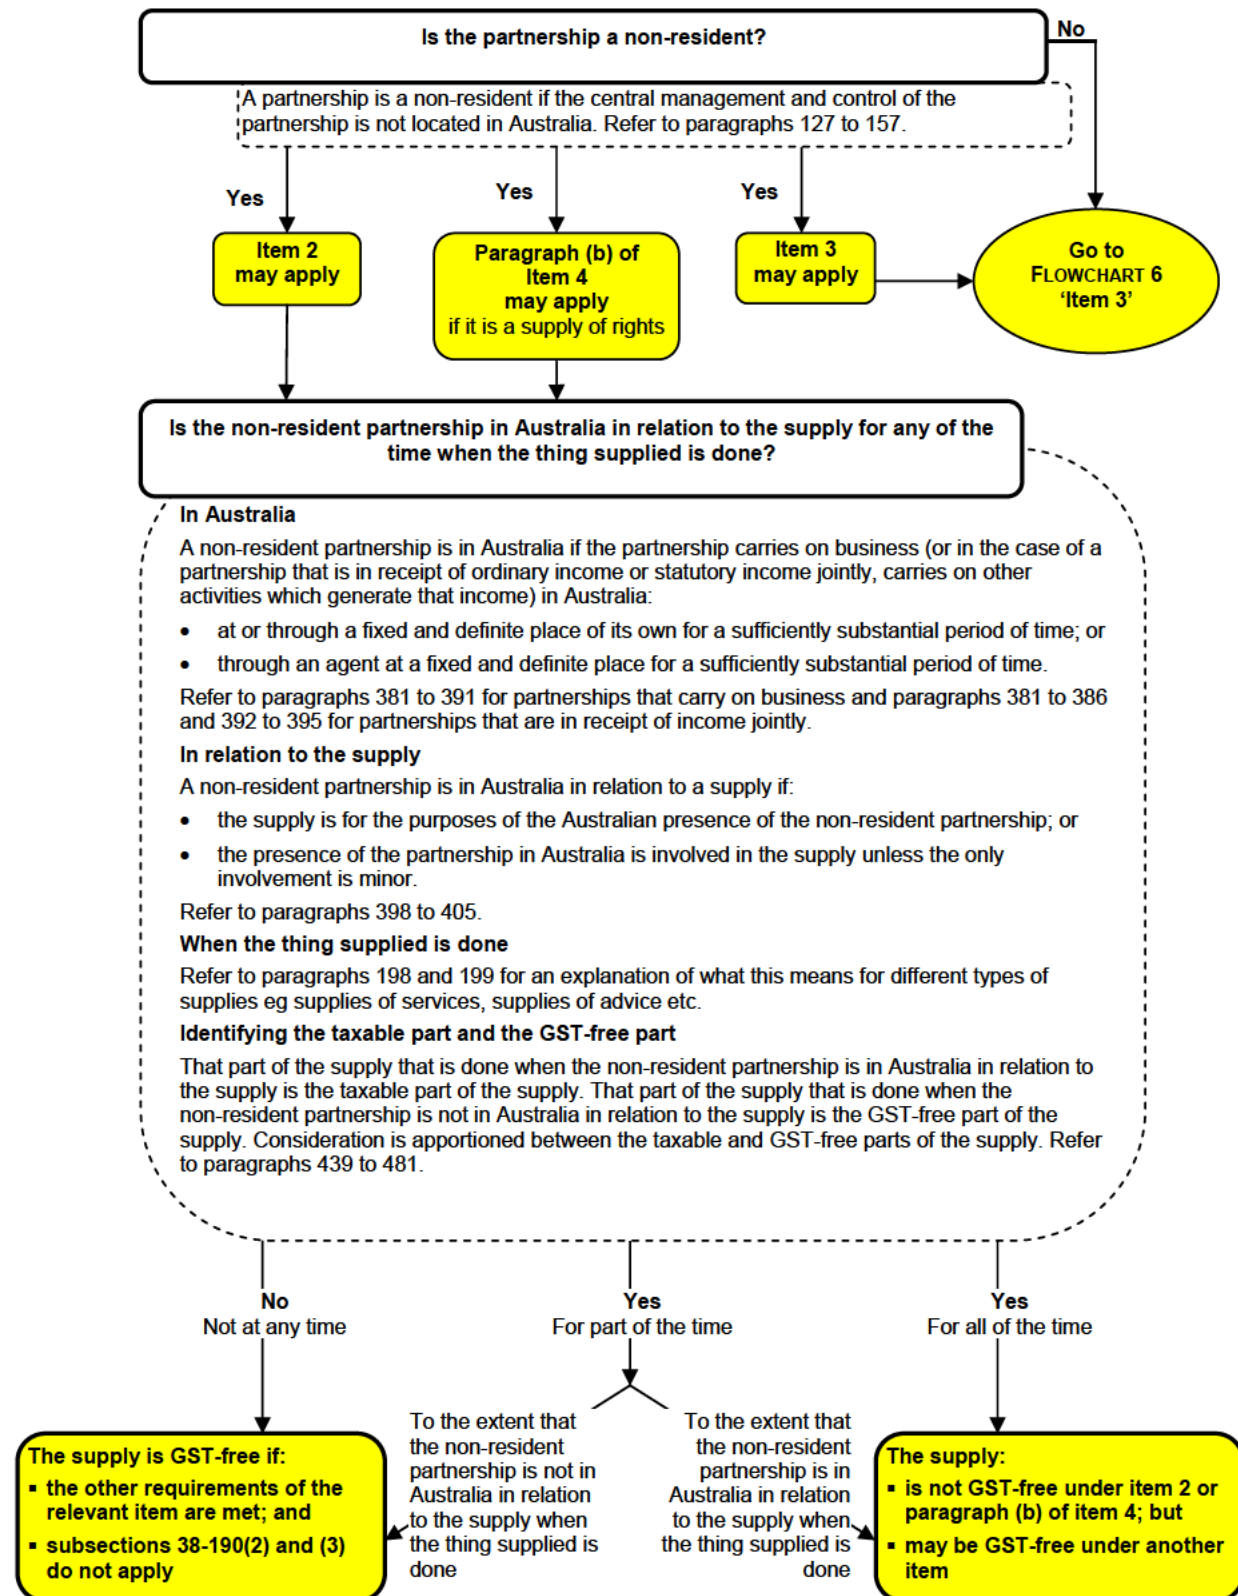 Is the partnership a non-resident?
No
A partnership is a non-resident if the central management and control of the
partnership is not located in Australia. Refer to paragraphs 127 to 157.
Yes
Yes
Yes
Item 2
may apply
Paragraph (b) of
Item 4
may apply
if it is a supply of rights
Item 3
may apply
Go to
FLOWCHART 6
‘Item 3’
Is the non-resident partnership in Australia in relation to the supply for any of the
time when the thing supplied is done?
In Australia
A non-resident partnership is in Australia if the partnership carries on business (or in the case of a
partnership that is in receipt of ordinary income or statutory income jointly, carries on other
activities which generate that income) in Australia:
• at or through a fixed and definite place of its own for a sufficiently substantial period of time; or
• through an agent at a fixed and definite place for a sufficiently substantial period of time.
Refer to paragraphs 381 to 391 for partnerships that carry on business and paragraphs 381 to 386
and 392 to 395 for partnerships that are in receipt of income jointly.
In relation to the supply
A non-resident partnership is in Australia in relation to a supply if:
• the supply is for the purposes of the Australian presence of the non-resident partnership; or
• the presence of the partnership in Australia is involved in the supply unless the only
involvement is minor.
Refer to paragraphs 398 to 405.
When the thing supplied is done
Refer to paragraphs 198 and 199 for an explanation of what this means for different types of
supplies eg supplies of services, supplies of advice etc.
Identifying the taxable part and the GST-free part
That part of the supply that is done when the non-resident partnership is in Australia in relation to
the supply is the taxable part of the supply. That part of the supply that is done when the
non-resident partnership is not in Australia in relation to the supply is the GST-free part of the
supply. Consideration is apportioned between the taxable and GST-free parts of the supply. Refer
to paragraphs 439 to 481.
No
Not at any time
Yes
For part of the time
Yes
For all of the time
The supply is GST-free if:
▪ the other requirements of the
relevant item are met; and
▪ subsections 38-190(2) and (3)
do not apply
To the extent that
the non-resident
partnership is not in
Australia in relation
to the supply when
the thing supplied is
done
To the extent that
the non-resident
partnership is in
Australia in relation
to the supply when
the thing supplied is
done
The supply:
▪ is not GST-free under item 2 or
paragraph (b) of item 4; but
▪ may be GST-free under another
item